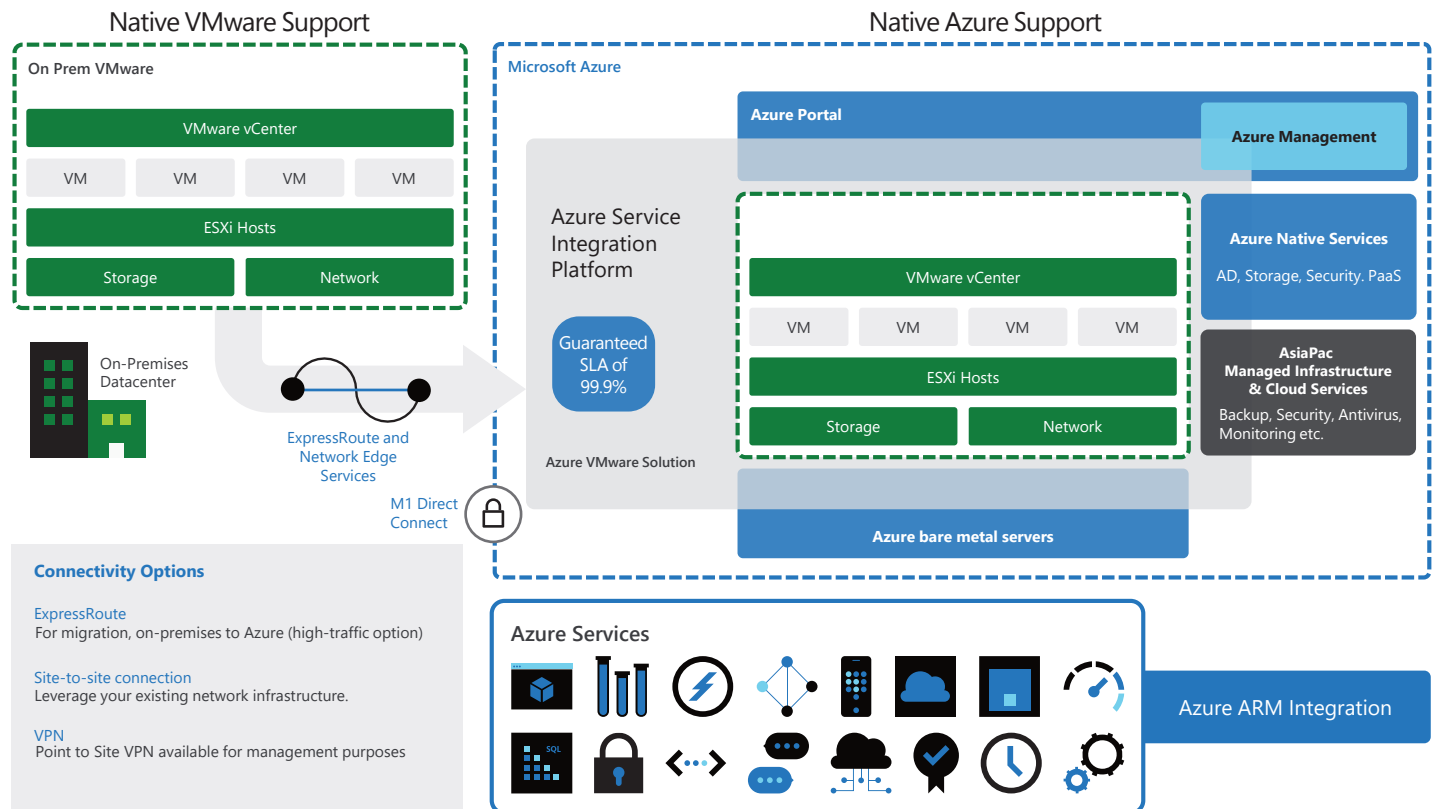 Native VMware Support
Native Azure Support
On Prem VMware
VMware vCenter
VM
VM
VM
VM
ESXi Hosts
Storage
Network
On-Premises
Datacenter
ExpressRoute and
Network Edge
Services
M1 Direct
Connect
Microsoft Azure
Azure Portal
Azure Management
Azure Service
Integration
Platform
Guaranteed
SLA of
99.9%
Azure VMware Solution
VMware vCenter
VM
VM
VM
VM
ESXi Hosts
Storage
Network
Azure Native Services
AD, Storage, Security. PaaS
AsiaPac
Managed Infrastructure
& Cloud Services
Backup, Security, Antivirus,
Monitoring etc.
Azure bare metal servers
Connectivity Options
ExpressRoute
For migration, on-premises to Azure (high-traffic option)
Site-to-site connection
Leverage your existing network infrastructure.
VPN
Point to Site VPN available for management purposes
Azure Services
SQL
Azure ARM Integration